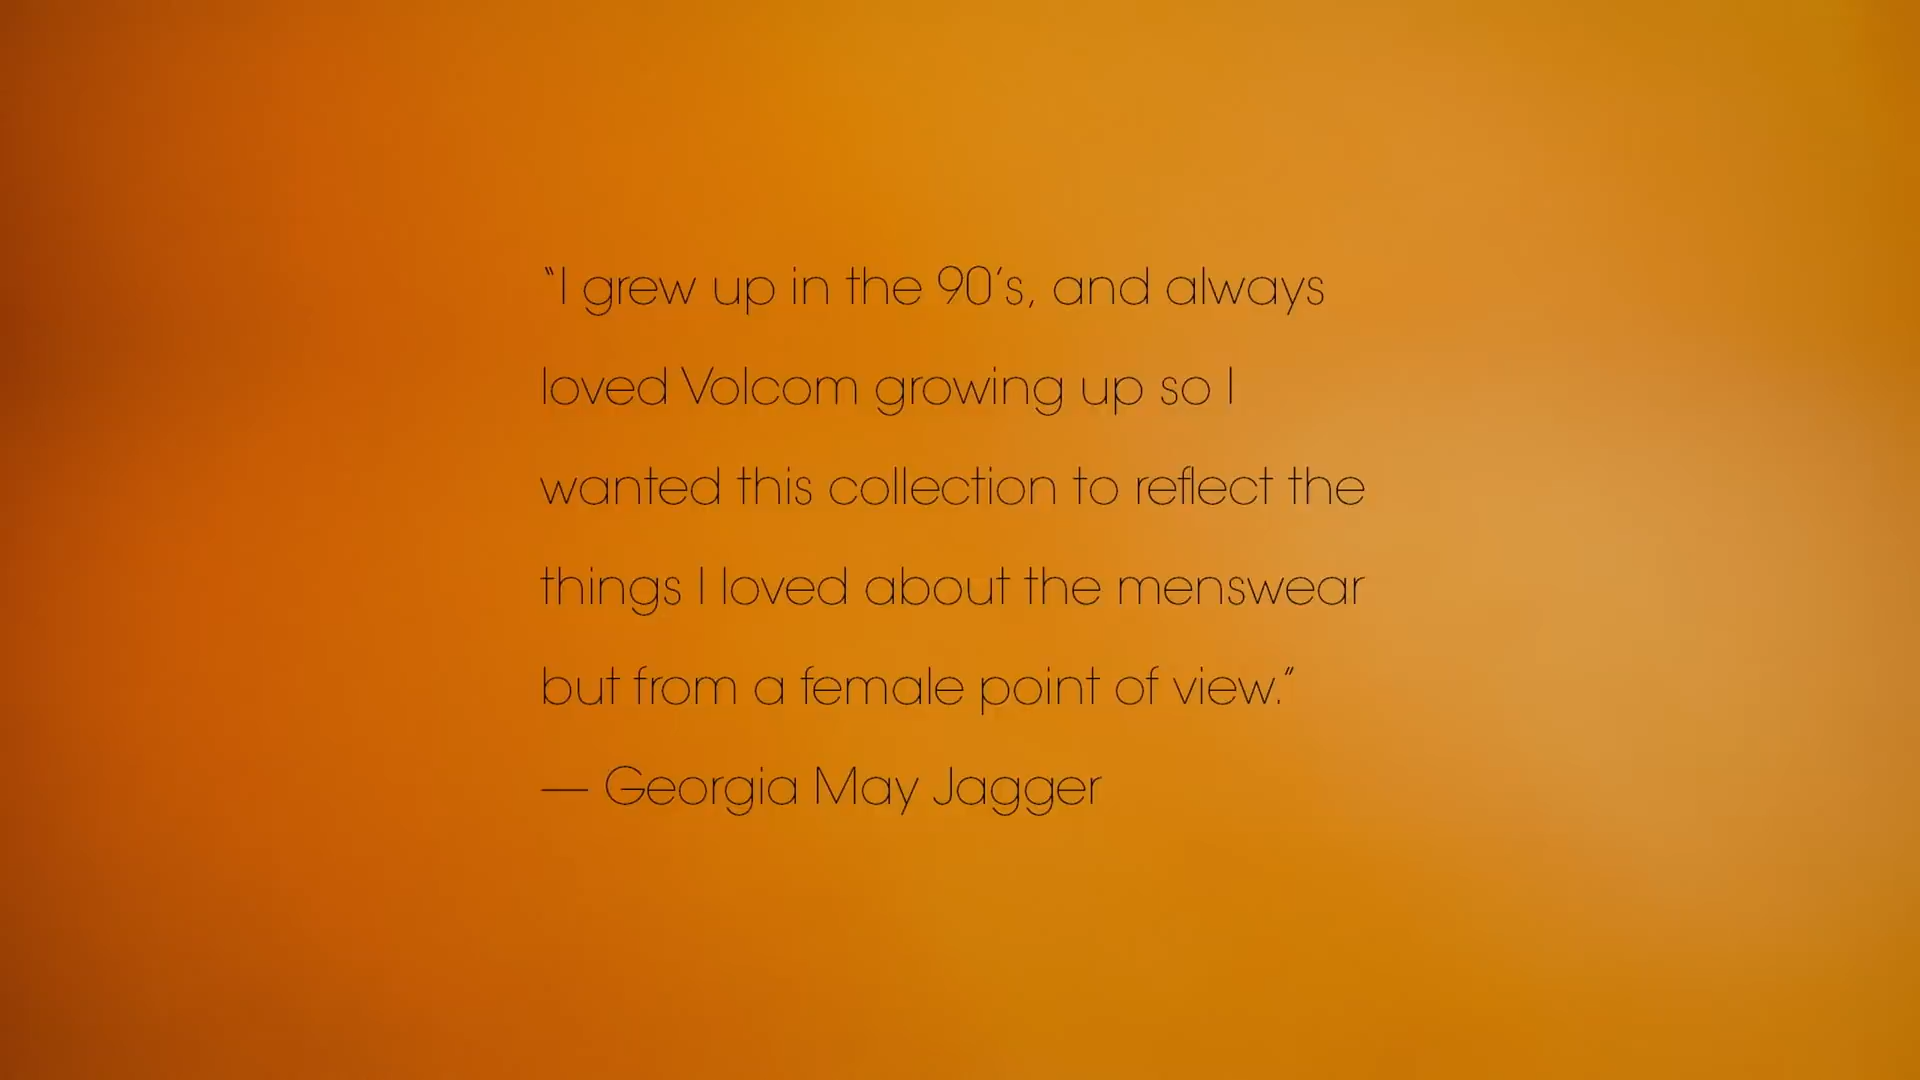 “I grew up in the 90’s, and always
loved Volcom growing up so I
wanted this collection to reflect the
things I loved about the menswear
but from a female point of view.”
— Georgia May Jagger